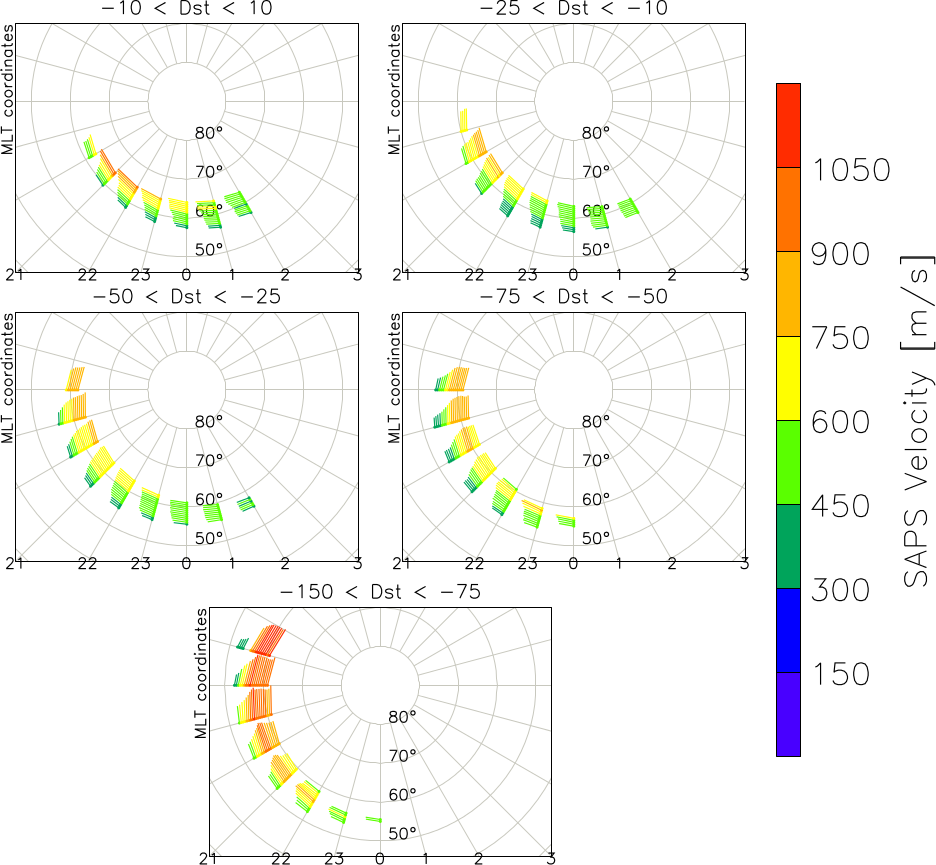 −10 < Dst < 10
MLT coordinates
80°
70°
60°
50°
21 22 23 0 1 2 3
−25 < Dst < −10
MLT coordinates
80°
70°
60°
50°
21 22 23 0 1 2 3
−50 < Dst < −25
MLT coordinates
80°
70°
60°
50°
21 22 23 0 1 2 3
−75 < Dst < −50
MLT coordinates
80°
70°
60°
50°
21 22 23 0 1 2 3
−150 < Dst < −75
MLT coordinates
80°
70°
60°
50°
21 22 23 0 1 2 3
1050
900
750
600
450
300
150
SAPS Velocity [m/s]